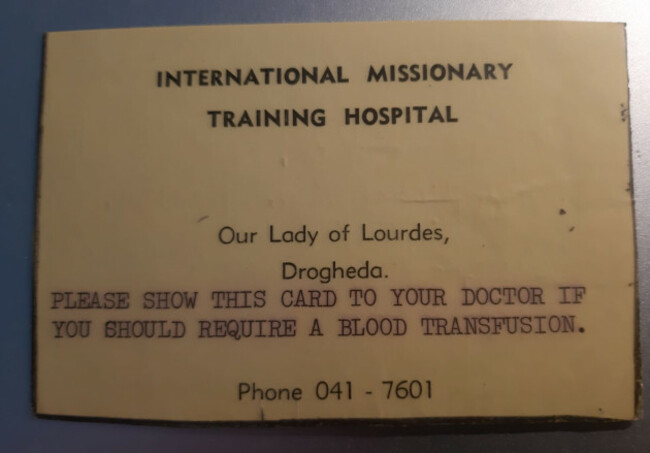 INTERNATIONAL MISSIONARY
TRAINING HOSPITAL
Our Lady of Lourdes,
Drogheda.
PLEASE SHOW THIS CARD TO YOUR DOCTOR IF
YOU SHOULD REQUIRE A BLOOD TRANSFUSION.
Phone 041 - 7601